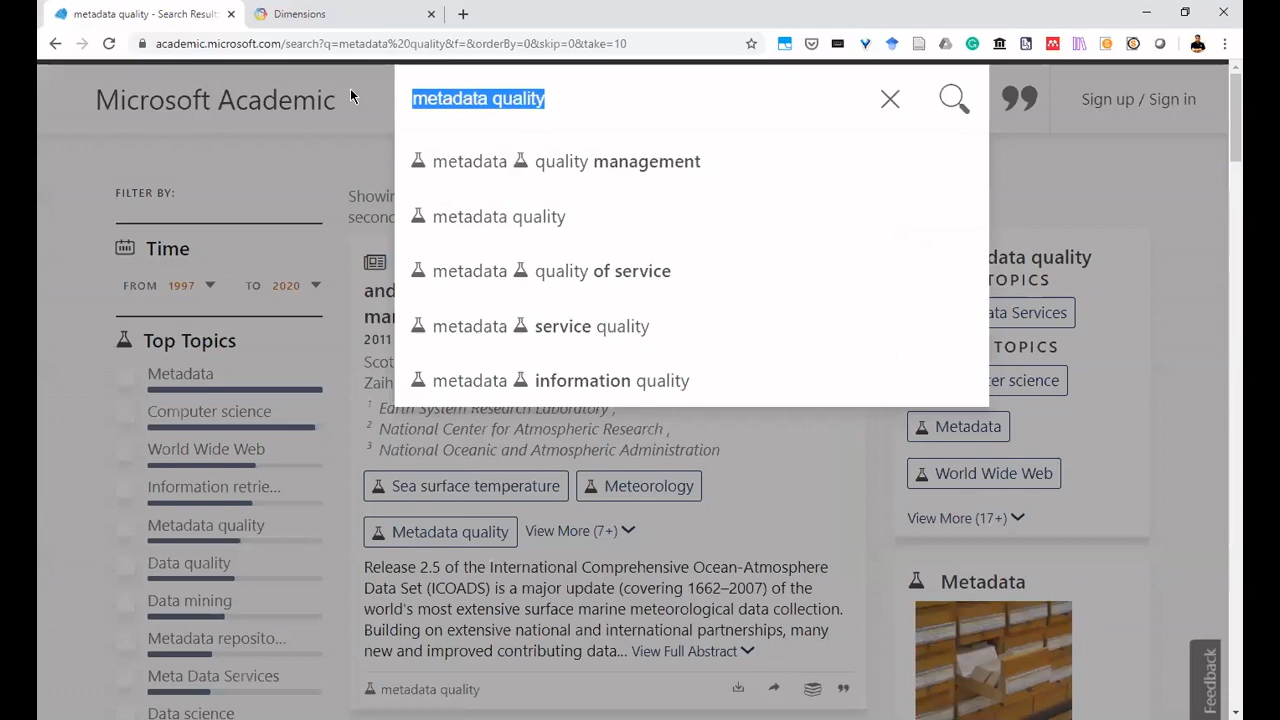 metadata quality - Search Result
Dimensions
academic.microsoft.com/search?q=metadata%20quality&f=&orderBy=0&skip=0&take=10
Microsoft Academic
metadata quality
Sign up / Sign in
metadata quality management
metadata quality
metadata quality of service
metadata service quality
metadata information quality
FILTER BY:
Time
FROM 1997 TO 2020
Top Topics
Metadata
Computer science
World Wide Web
Information retrie...
Metadata quality
Data quality
Data mining
Metadata reposito...
Meta Data Services
Data science
Showin
second
and
mar
2011
Scot
Zaih
1 Earth System Research Laboratory ,
2 National Center for Atmospheric Research ,
3 National Oceanic and Atmospheric Administration
Sea surface temperature
Meteorology
Metadata quality
View More (7+)
Release 2.5 of the International Comprehensive Ocean-Atmosphere
Data Set (ICOADS) is a major update (covering 1662–2007) of the
world's most extensive surface marine meteorological data collection.
Building on extensive national and international partnerships, many
new and improved contributing data... View Full Abstract
metadata quality
data quality
TOPICS
ata Services
TOPICS
ter science
Metadata
World Wide Web
View More (17+)
Metadata
Feedback